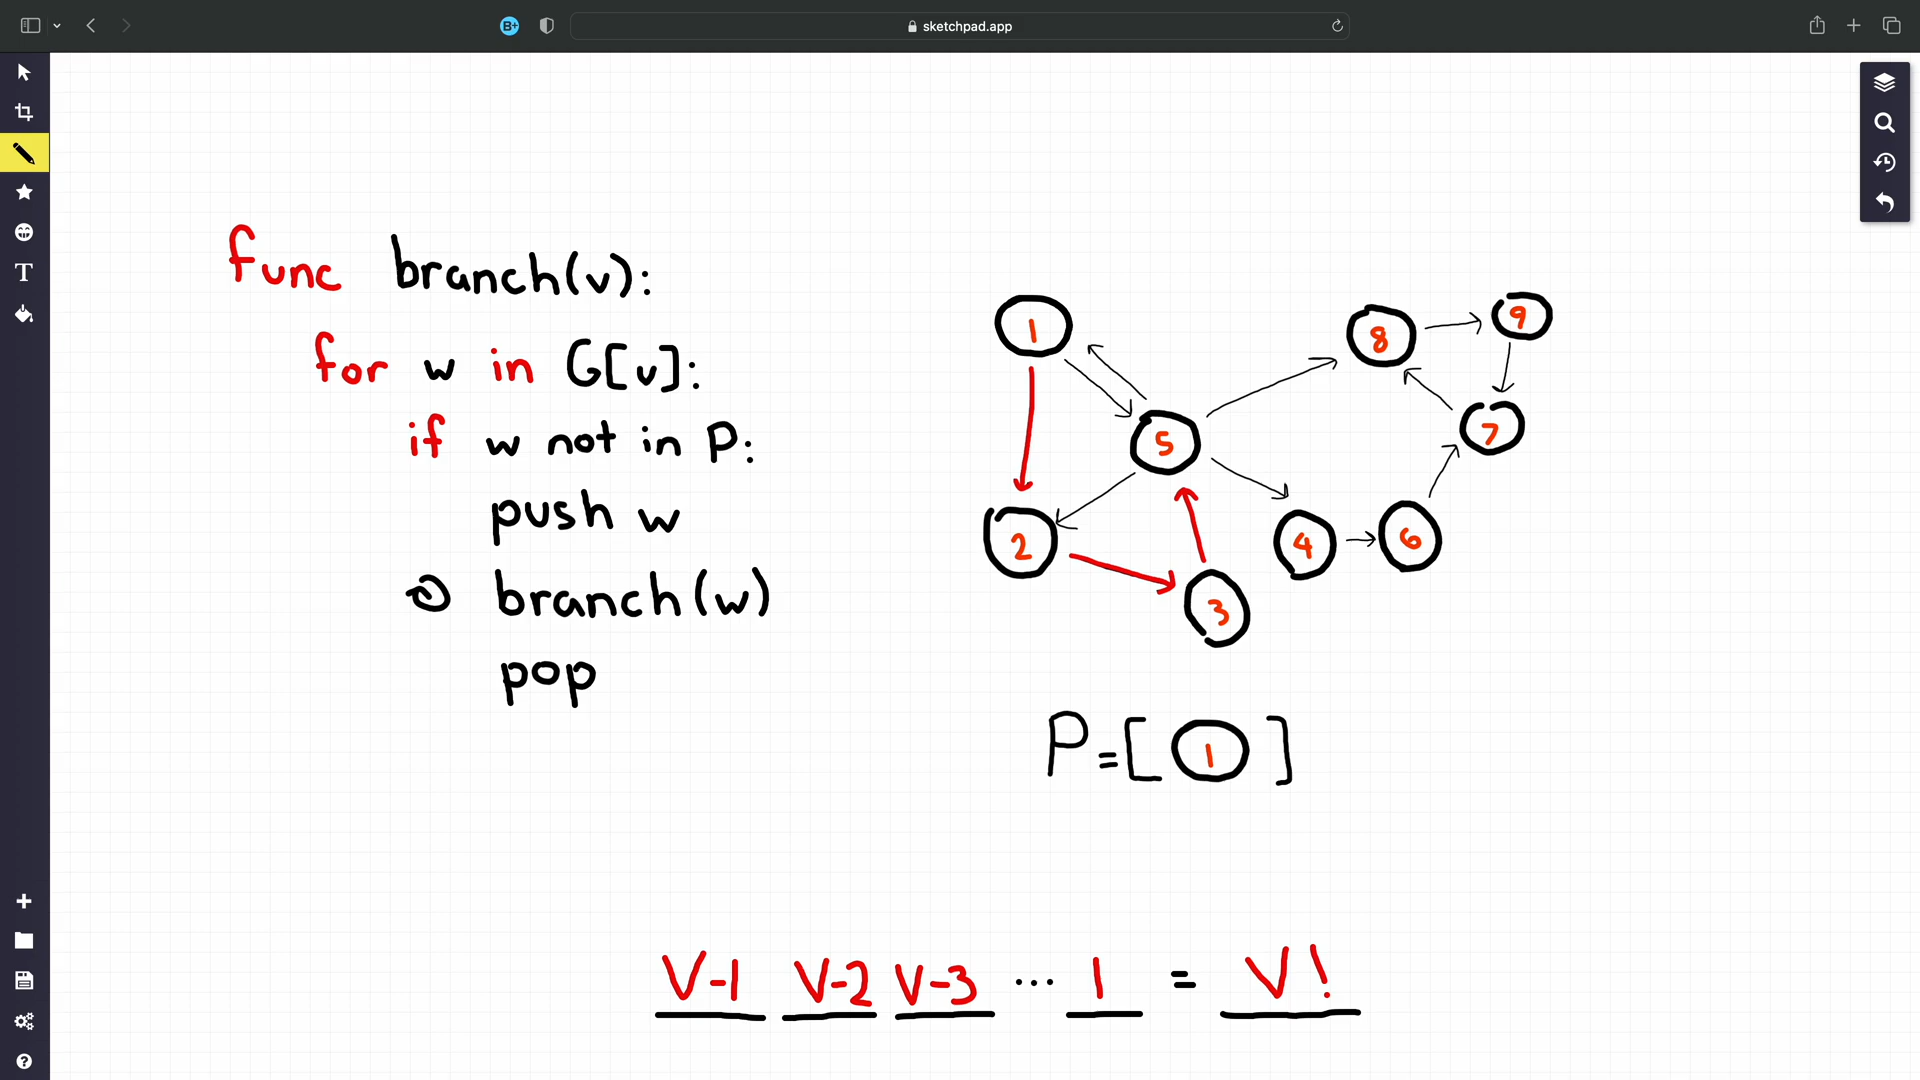 B+
sketchpad.app
T
func branch(v):
for w in G[v]:
if w not in P:
push w
branch(w)
pop
1
8
9
5
7
2
4
6
3
P=[ 1 ]
V-1 V-2 V-3 ... 1 = V!